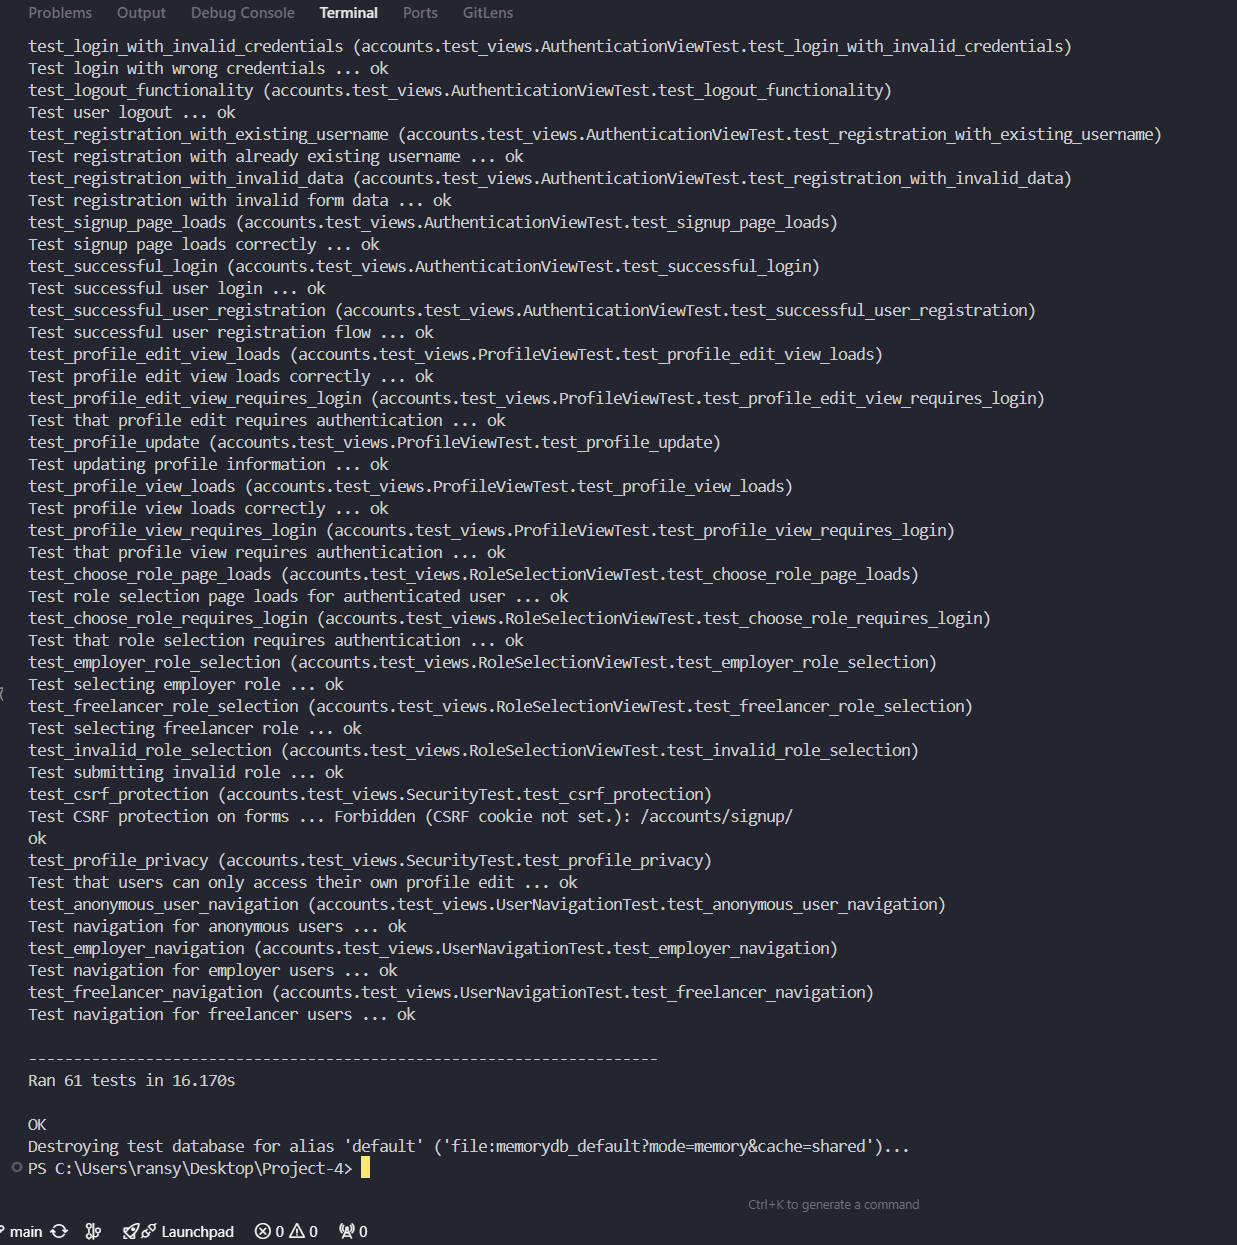 Problems Output Debug Console Terminal Ports GitLens
test_login_with_invalid_credentials (accounts.test_views.AuthenticationViewTest.test_login_with_invalid_credentials)
Test login with wrong credentials ... ok
test_logout_functionality (accounts.test_views.AuthenticationViewTest.test_logout_functionality)
Test user logout ... ok
test_registration_with_existing_username (accounts.test_views.AuthenticationViewTest.test_registration_with_existing_username)
Test registration with already existing username ... ok
test_registration_with_invalid_data (accounts.test_views.AuthenticationViewTest.test_registration_with_invalid_data)
Test registration with invalid form data ... ok
test_signup_page_loads (accounts.test_views.AuthenticationViewTest.test_signup_page_loads)
Test signup page loads correctly ... ok
test_successful_login (accounts.test_views.AuthenticationViewTest.test_successful_login)
Test successful user login ... ok
test_successful_user_registration (accounts.test_views.AuthenticationViewTest.test_successful_user_registration)
Test successful user registration flow ... ok
test_profile_edit_view_loads (accounts.test_views.ProfileViewTest.test_profile_edit_view_loads)
Test profile edit view loads correctly ... ok
test_profile_edit_view_requires_login (accounts.test_views.ProfileViewTest.test_profile_edit_view_requires_login)
Test that profile edit requires authentication ... ok
test_profile_update (accounts.test_views.ProfileViewTest.test_profile_update)
Test updating profile information ... ok
test_profile_view_loads (accounts.test_views.ProfileViewTest.test_profile_view_loads)
Test profile view loads correctly ... ok
test_profile_view_requires_login (accounts.test_views.ProfileViewTest.test_profile_view_requires_login)
Test that profile view requires authentication ... ok
test_choose_role_page_loads (accounts.test_views.RoleSelectionViewTest.test_choose_role_page_loads)
Test role selection page loads for authenticated user ... ok
test_choose_role_requires_login (accounts.test_views.RoleSelectionViewTest.test_choose_role_requires_login)
Test that role selection requires authentication ... ok
test_employer_role_selection (accounts.test_views.RoleSelectionViewTest.test_employer_role_selection)
Test selecting employer role ... ok
test_freelancer_role_selection (accounts.test_views.RoleSelectionViewTest.test_freelancer_role_selection)
Test selecting freelancer role ... ok
test_invalid_role_selection (accounts.test_views.RoleSelectionViewTest.test_invalid_role_selection)
Test submitting invalid role ... ok
test_csrf_protection (accounts.test_views.SecurityTest.test_csrf_protection)
Test CSRF protection on forms ... Forbidden (CSRF cookie not set.): /accounts/signup/
ok
test_profile_privacy (accounts.test_views.SecurityTest.test_profile_privacy)
Test that users can only access their own profile edit ... ok
test_anonymous_user_navigation (accounts.test_views.UserNavigationTest.test_anonymous_user_navigation)
Test navigation for anonymous users ... ok
test_employer_navigation (accounts.test_views.UserNavigationTest.test_employer_navigation)
Test navigation for employer users ... ok
test_freelancer_navigation (accounts.test_views.UserNavigationTest.test_freelancer_navigation)
Test navigation for freelancer users ... ok
----------------------------------------------------------------------
Ran 61 tests in 16.170s
OK
Destroying test database for alias 'default' ('file:memorydb_default?mode=memory&cache=shared')...
PS C:\Users\ransy\Desktop\Project-4>
Ctrl+K to generate a command
main Launchpad 0 0 0